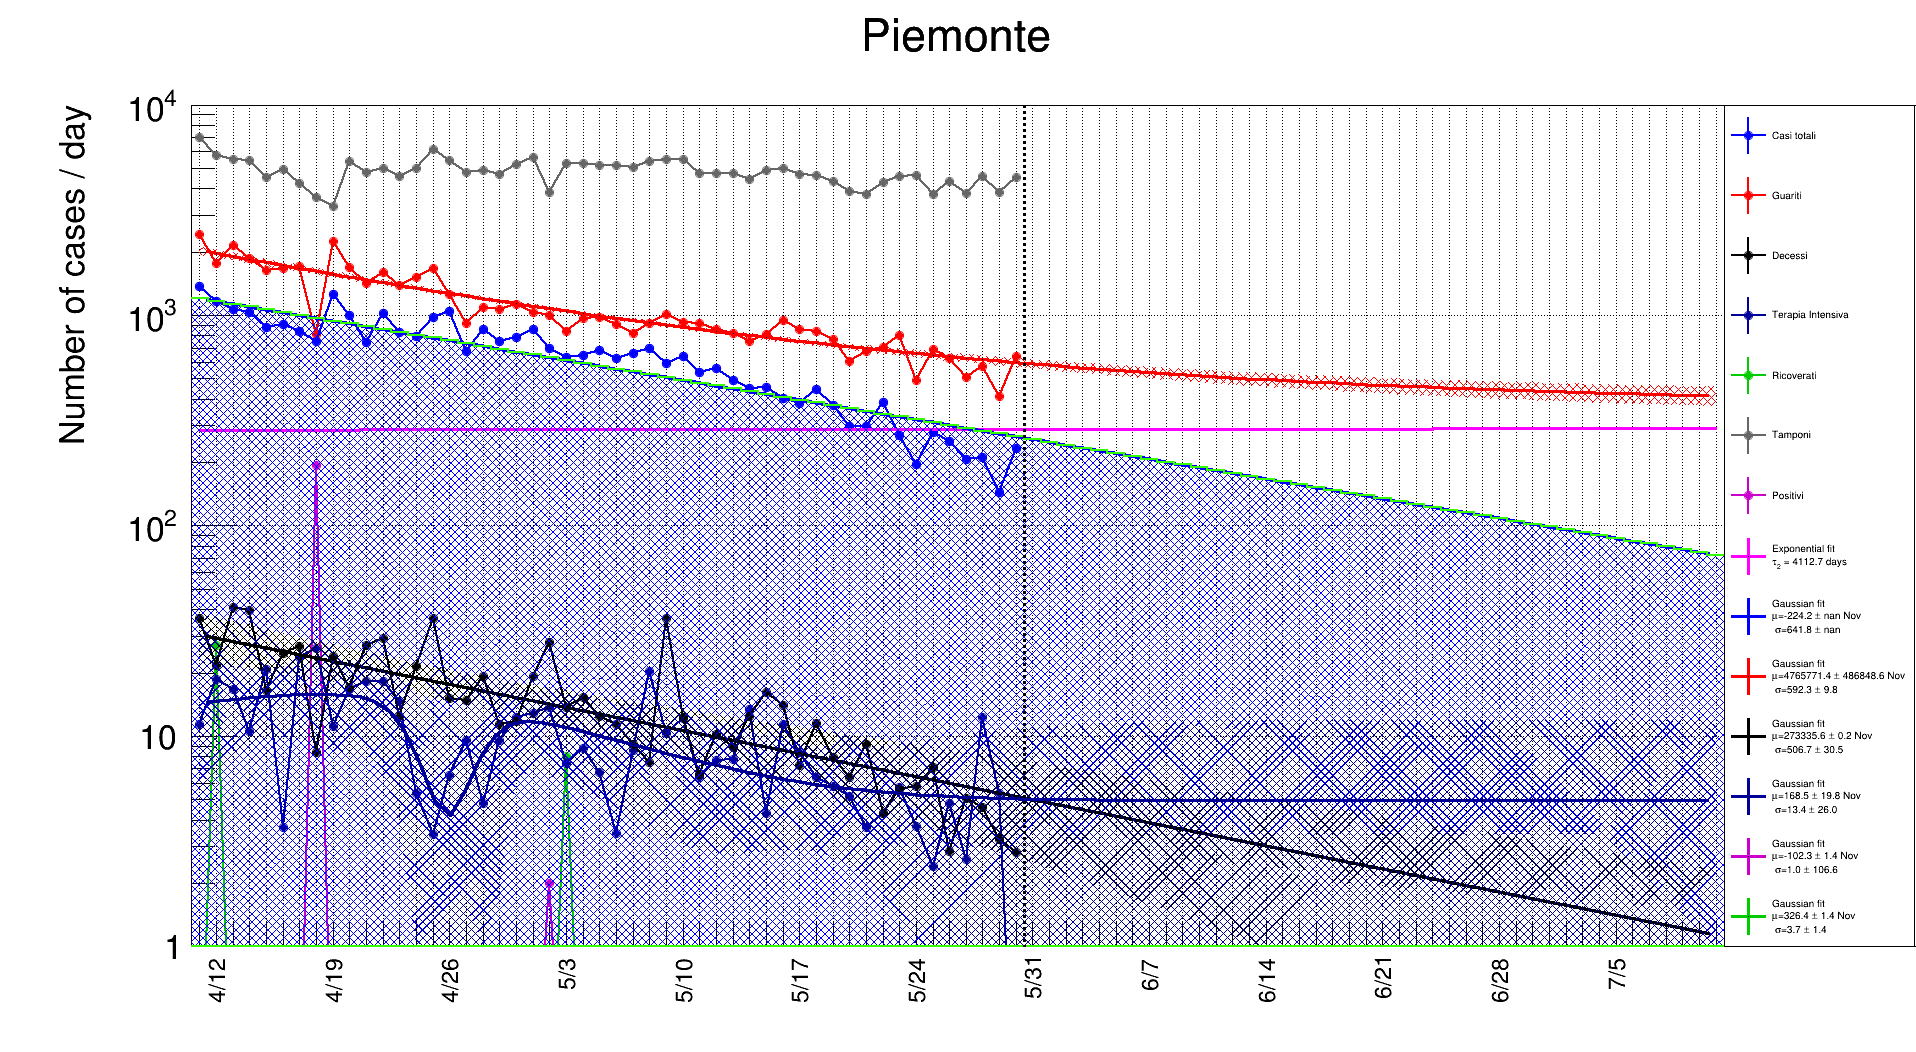 Piemonte
Number of cases / day
10^4
10^3
10^2
10
1
4/12
4/19
4/26
5/3
5/10
5/17
5/24
5/31
6/7
6/14
6/21
6/28
7/5
Casi totali
Guariti
Decessi
Terapia Intensiva
Ricoverati
Tamponi
Positivi
Exponential fit
τ₂ = 4112.7 days
Gaussian fit
μ=-224.2 ± nan Nov
σ=641.8 ± nan
Gaussian fit
μ=4765771.4 ± 486848.6 Nov
σ=592.3 ± 9.8
Gaussian fit
μ=273335.6 ± 0.2 Nov
σ=506.7 ± 30.5
Gaussian fit
μ=168.5 ± 19.8 Nov
σ=13.4 ± 26.0
Gaussian fit
μ=-102.3 ± 1.4 Nov
σ=1.0 ± 106.6
Gaussian fit
μ=326.4 ± 1.4 Nov
σ=3.7 ± 1.4